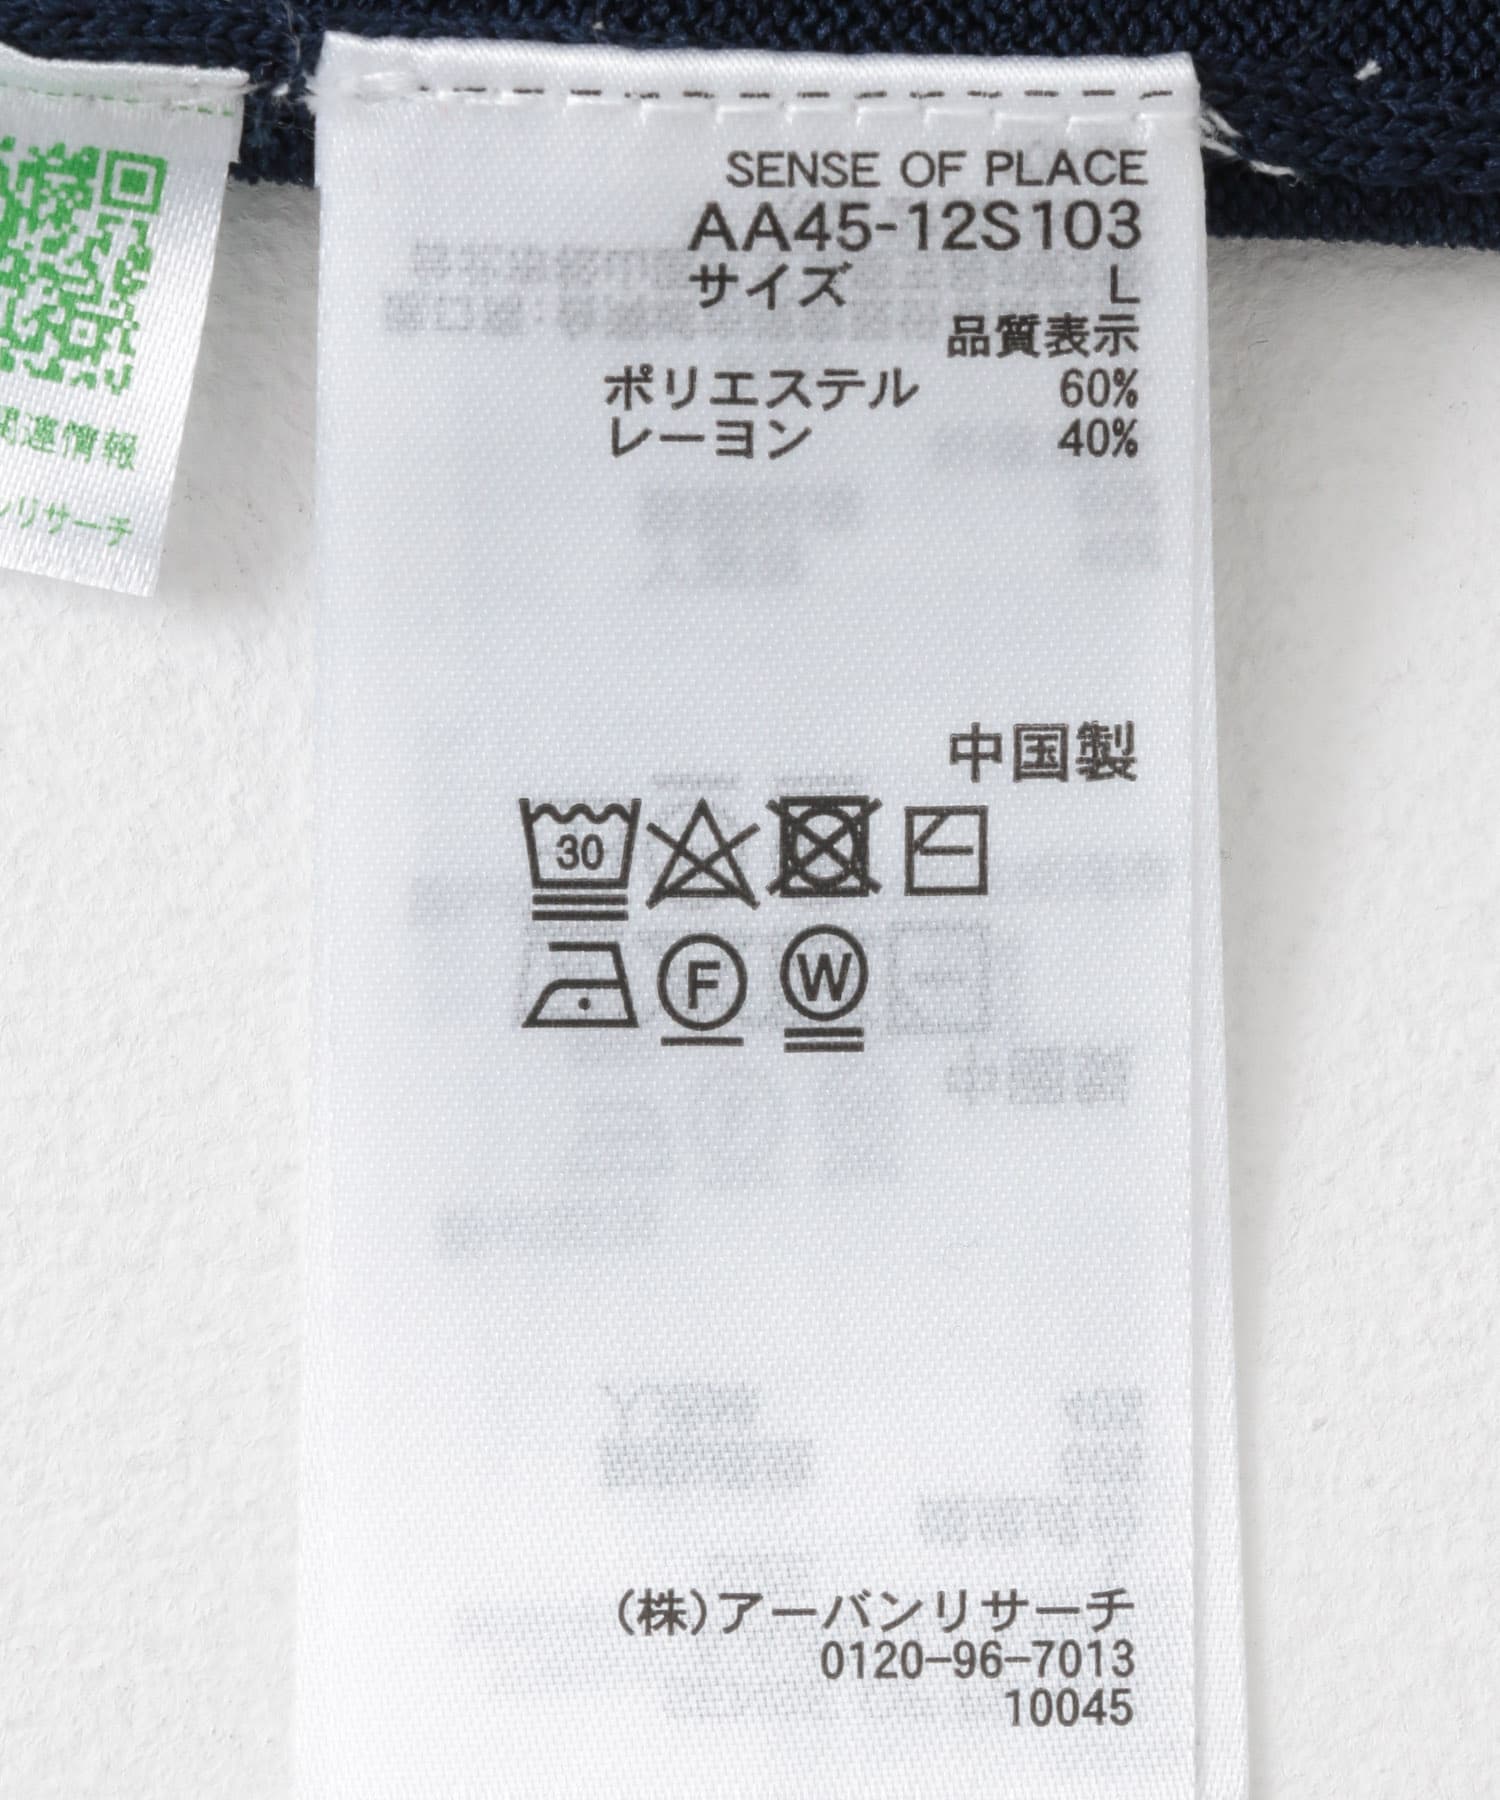 SENSE OF PLACE
AA45-12S103
サイズ L
品質表示
ポリエステル 60%
レーヨン 40%
中国製
30
F
W
(株)アーバンリサーチ
0120-96-7013
10045
関連情報
リサーチ